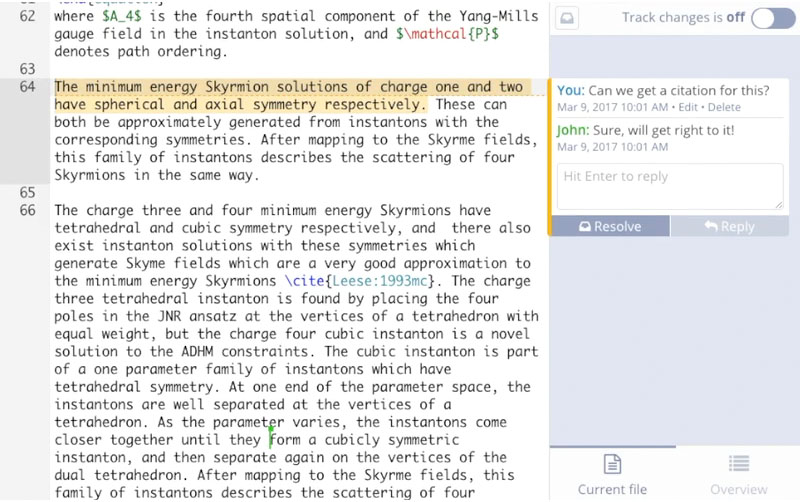 62
where $A_4$ is the fourth spatial component of the Yang-Mills
gauge field in the instanton solution, and $\mathcal{P}$
denotes path ordering.
63
64
The minimum energy Skyrmion solutions of charge one and two
have spherical and axial symmetry respectively. These can
both be approximately generated from instantons with the
corresponding symmetries. After mapping to the Skyrme fields,
this family of instantons describes the scattering of four
Skyrmions in the same way.
65
66
The charge three and four minimum energy Skyrmions have
tetrahedral and cubic symmetry respectively, and  there also
exist instanton solutions with these symmetries which
generate Skyme fields which are a very good approximation to
the minimum energy Skyrmions \cite{Leese:1993mc}. The charge
three tetrahedral instanton is found by placing the four
poles in the JNR ansatz at the vertices of a tetrahedron with
equal weight, but the charge four cubic instanton is a novel
solution to the ADHM constraints. The cubic instanton is part
of a one parameter family of instantons which have
tetrahedral symmetry. At one end of the parameter space, the
instantons are well separated at the vertices of a
tetrahedron. As the parameter varies, the instantons come
closer together until they form a cubicly symmetric
instanton, and then separate again on the vertices of the
dual tetrahedron. After mapping to the Skyrme fields, this
family of instantons describes the scattering of four
Track changes is off
You: Can we get a citation for this?
Mar 9, 2017 10:01 AM • Edit • Delete
John: Sure, will get right to it!
Mar 9, 2017 10:01 AM
Hit Enter to reply
Resolve
Reply
Current file
Overview